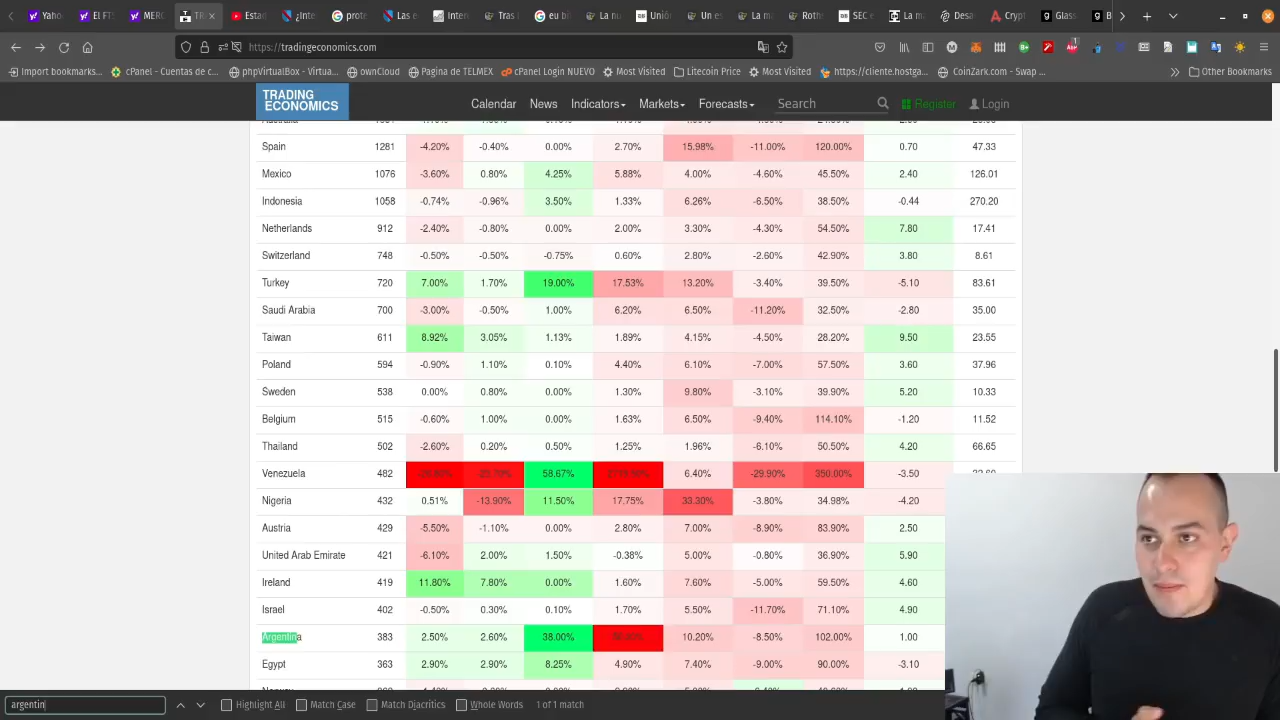 Yahoo El FTS MERC TR Estad ¿Inte prote Las e Inten Tras l eu bi La nu Unión Un es La mo Rothe SEC e La m Desa Crypt Glass B
https://tradingeconomics.com
Import bookmarks... cPanel - Cuentas de c... phpVirtualBox - Virtua... ownCloud Pagina de TELMEX cPanel Login NUEVO Most Visited Litecoin Price Most Visited https://cliente.hostga... CoinZark.com - Swap ... Other Bookmarks
TRADING ECONOMICS Calendar News Indicators Markets Forecasts Search Register Login
Spain 1281 -4.20% -0.40% 0.00% 2.70% 15.98% -11.00% 120.00% 0.70 47.33
Mexico 1076 -3.60% 0.80% 4.25% 5.88% 4.00% -4.60% 45.50% 2.40 126.01
Indonesia 1058 -0.74% -0.96% 3.50% 1.33% 6.26% -6.50% 38.50% -0.44 270.20
Netherlands 912 -2.40% -0.80% 0.00% 2.00% 3.30% -4.30% 54.50% 7.80 17.41
Switzerland 748 -0.50% -0.50% -0.75% 0.60% 2.80% -2.60% 42.90% 3.80 8.61
Turkey 720 7.00% 1.70% 19.00% 17.53% 13.20% -3.40% 39.50% -5.10 83.61
Saudi Arabia 700 -3.00% -0.50% 1.00% 6.20% 6.50% -11.20% 32.50% -2.80 35.00
Taiwan 611 8.92% 3.05% 1.13% 1.89% 4.15% -4.50% 28.20% 9.50 23.55
Poland 594 -0.90% 1.10% 0.10% 4.40% 6.10% -7.00% 57.50% 3.60 37.96
Sweden 538 0.00% 0.80% 0.00% 1.30% 9.80% -3.10% 39.90% 5.20 10.33
Belgium 515 -0.60% 1.00% 0.00% 1.63% 6.50% -9.40% 114.10% -1.20 11.52
Thailand 502 -2.60% 0.20% 0.50% 1.25% 1.96% -6.10% 50.50% 4.20 66.65
Venezuela 482 58.67% 6.40% -29.90% 350.00% -3.50
Nigeria 432 0.51% -13.90% 11.50% 17.75% 33.30% -3.80% 34.98% -4.20
Austria 429 -5.50% -1.10% 0.00% 2.80% 7.00% -8.90% 83.90% 2.50
United Arab Emirate 421 -6.10% 2.00% 1.50% -0.38% 5.00% -0.80% 36.90% 5.90
Ireland 419 11.80% 7.80% 0.00% 1.60% 7.60% -5.00% 59.50% 4.60
Israel 402 -0.50% 0.30% 0.10% 1.70% 5.50% -11.70% 71.10% 4.90
Argentina 383 2.50% 2.60% 38.00% 10.20% -8.50% 102.00% 1.00
Egypt 363 2.90% 2.90% 8.25% 4.90% 7.40% -9.00% 90.00% -3.10
argentin Highlight All Match Case Match Diacritics Whole Words 1 of 1 match